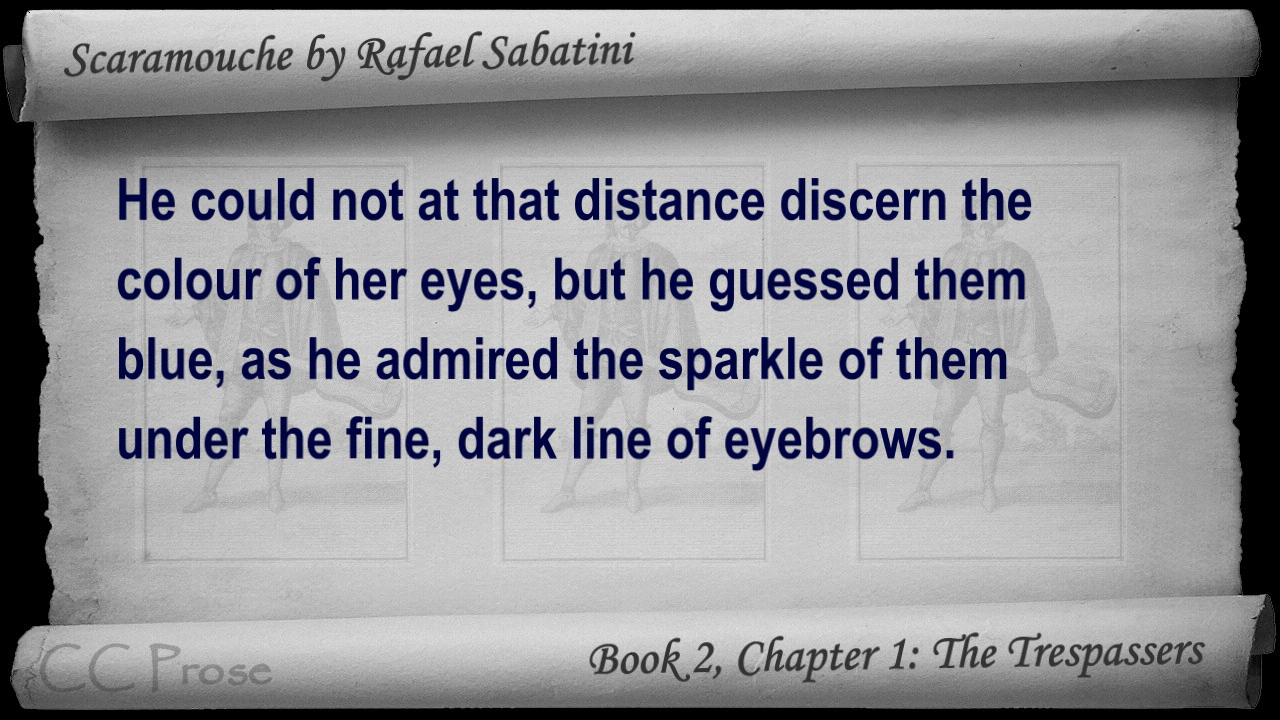 Scaramouche by Rafael Sabatini
He could not at that distance discern the
colour of her eyes, but he guessed them
blue, as he admired the sparkle of them
under the fine, dark line of eyebrows.
CC Prose
Book 2, Chapter 1: The Trespassers